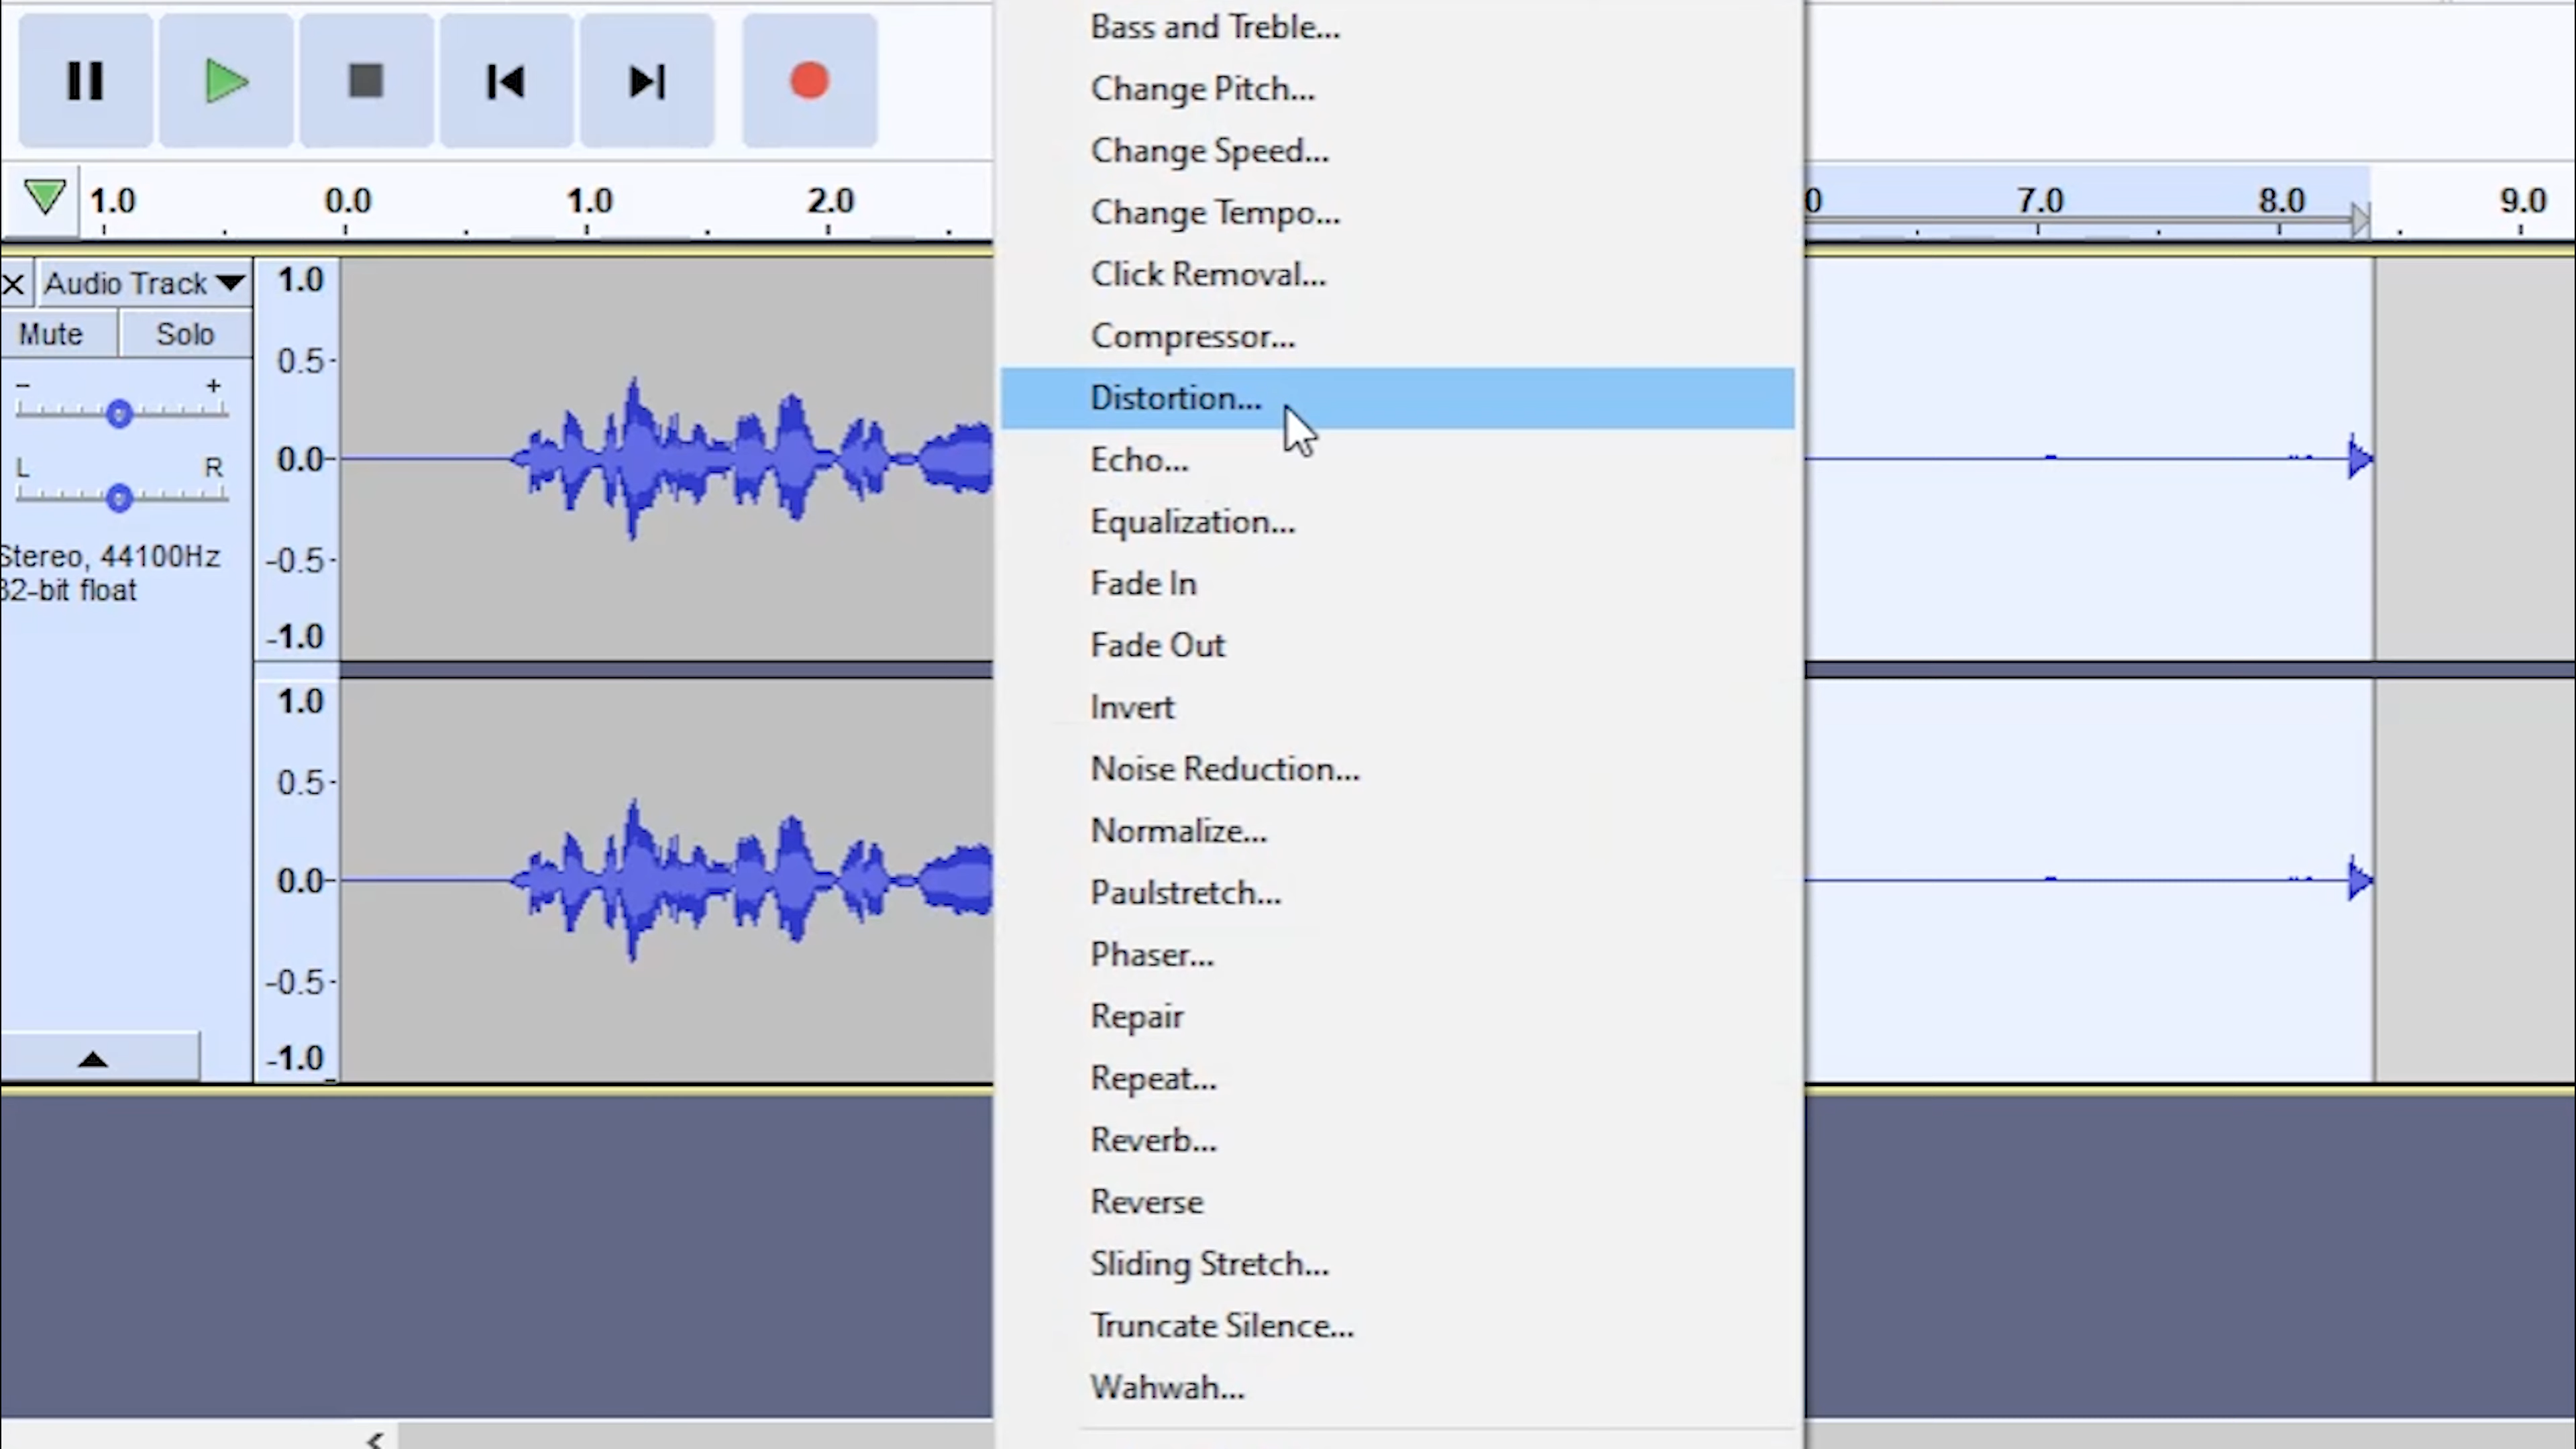 Bass and Treble...
Change Pitch...
Change Speed...
Change Tempo...
Click Removal...
Compressor...
Distortion...
Echo...
Equalization...
Fade In
Fade Out
Invert
Noise Reduction...
Normalize...
Paulstretch...
Phaser...
Repair
Repeat...
Reverb...
Reverse
Sliding Stretch...
Truncate Silence...
Wahwah...
1.0 0.0 1.0 2.0 0 7.0 8.0 9.0
X Audio Track
Mute Solo
- +
L R
Stereo, 44100Hz
32-bit float
1.0
0.5
0.0
-0.5
-1.0
1.0
0.5
0.0
-0.5
-1.0